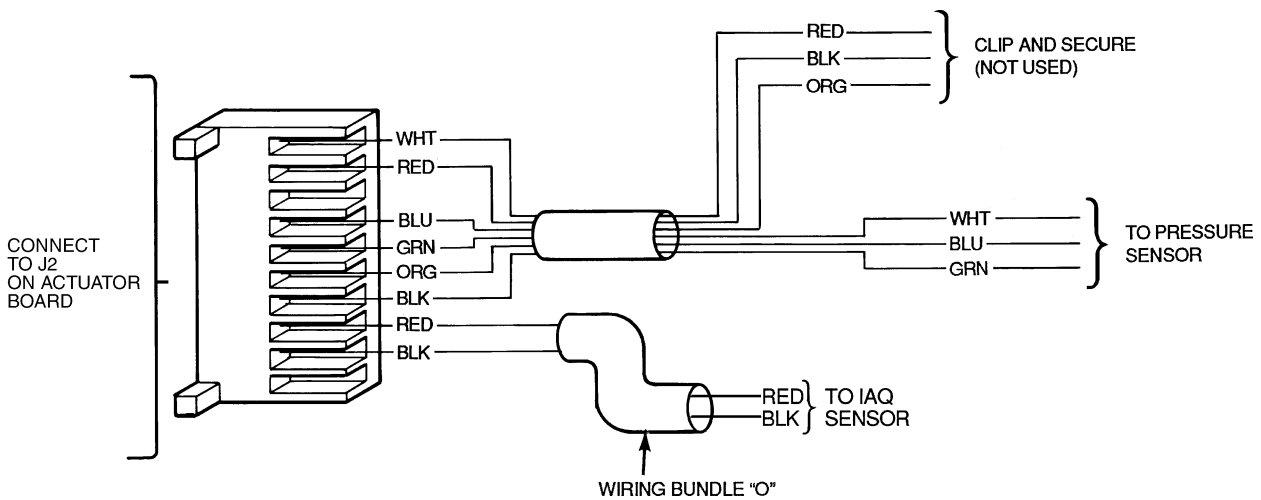 RED
BLK
ORG
CLIP AND SECURE
(NOT USED)
WHT
RED
BLU
GRN
ORG
BLK
RED
BLK
CONNECT
TO J2
ON ACTUATOR
BOARD
WHT
BLU
GRN
TO PRESSURE
SENSOR
RED
BLK
TO IAQ
SENSOR
WIRING BUNDLE “O”